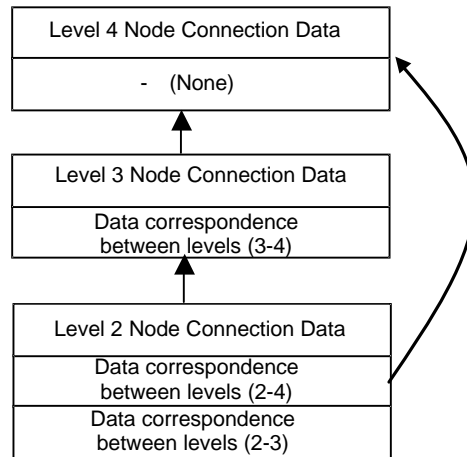 Level 4 Node Connection Data
- (None)
Level 3 Node Connection Data
Data correspondence
between levels (3-4)
Level 2 Node Connection Data
Data correspondence
between levels (2-4)
Data correspondence
between levels (2-3)